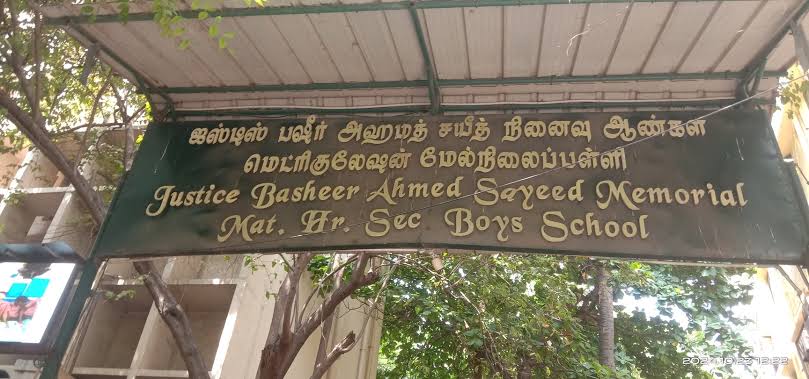 ஜஸ்டிஸ் பஷீர் அஹமத் சயீத் நினைவு ஆண்கள்
மெட்ரிகுலேஷன் மேல்நிலைப்பள்ளி
Justice Basheer Ahmed Sayeed Memorial
Mat. Hr. Sec Boys School